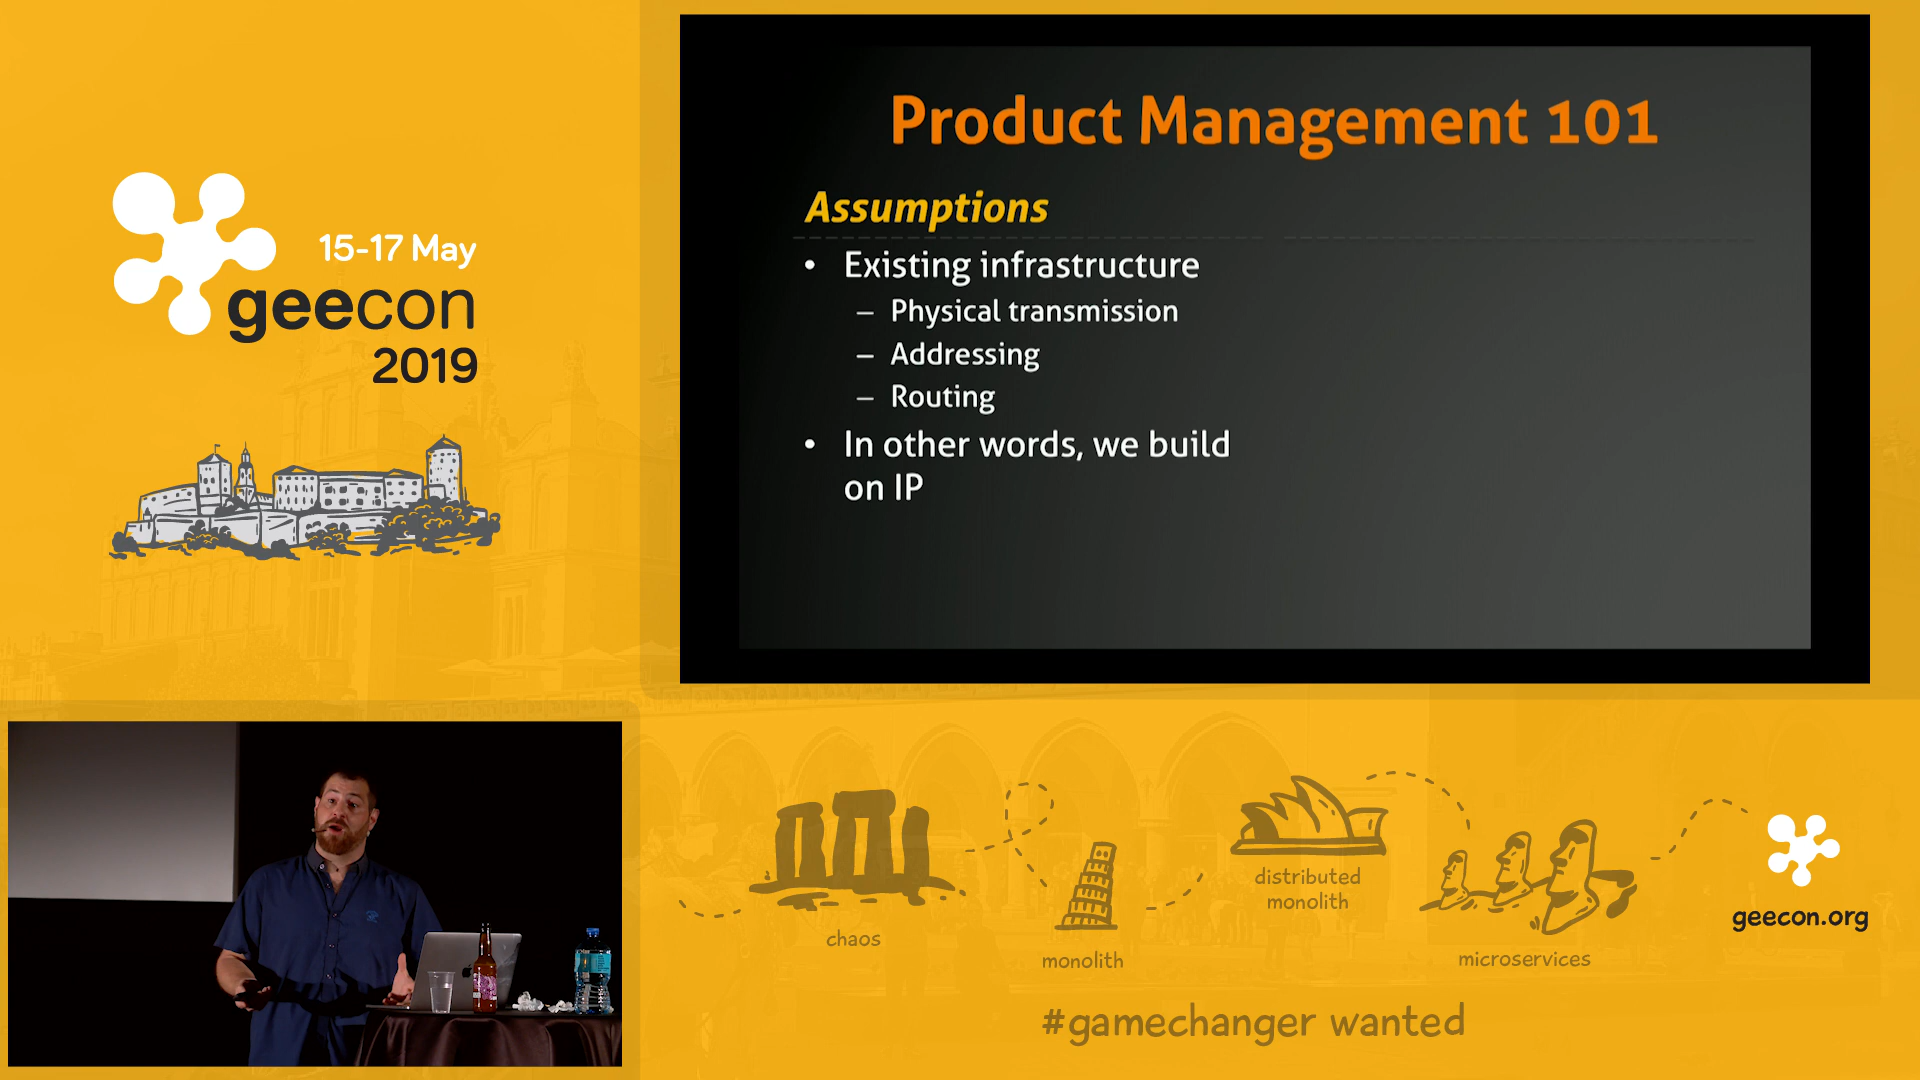 15-17 May
geecon
2019
Product Management 101
Assumptions
• Existing infrastructure
– Physical transmission
– Addressing
– Routing
• In other words, we build
on IP
chaos
monolith
distributed
monolith
microservices
geecon.org
#gamechanger wanted